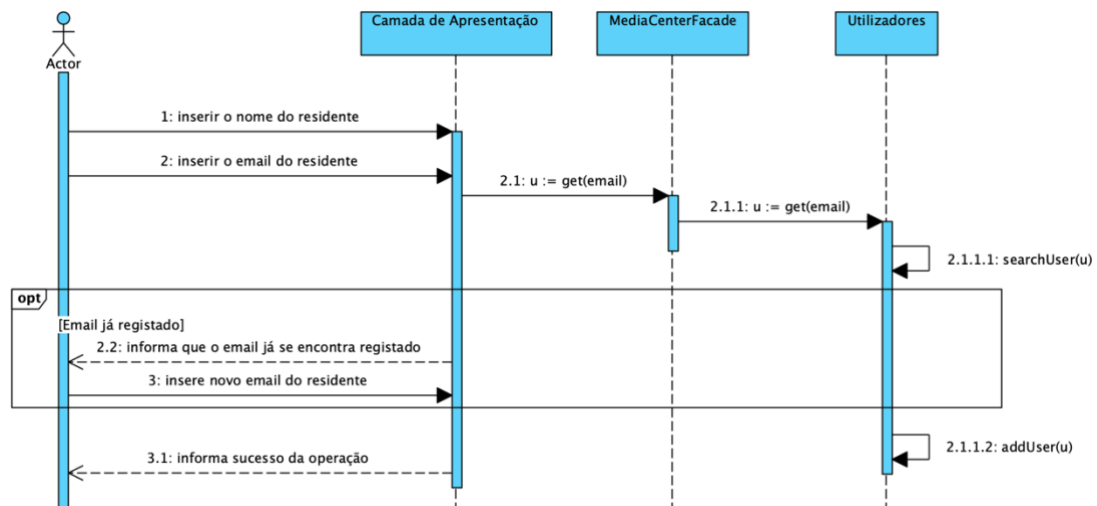 Camada de Apresentação
MediaCenterFacade
Utilizadores
Actor
1: inserir o nome do residente
2: inserir o email do residente
2.1: u := get(email)
2.1.1: u := get(email)
2.1.1.1: searchUser(u)
opt
[Email já registado]
2.2: informa que o email já se encontra registado
3: insere novo email do residente
2.1.1.2: addUser(u)
3.1: informa sucesso da operação